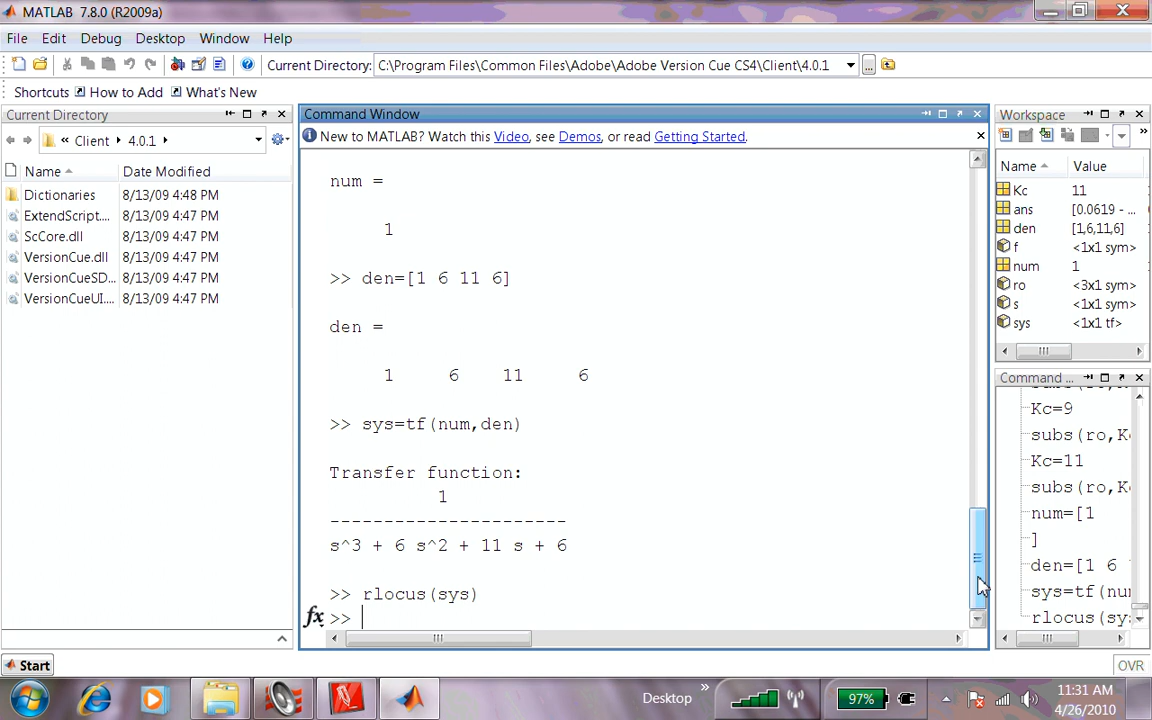 MATLAB 7.8.0 (R2009a)
File Edit Debug Desktop Window Help
Current Directory: C:\Program Files\Common Files\Adobe\Adobe Version Cue CS4\Client\4.0.1 ...
Shortcuts How to Add What's New
Current Directory
« Client 4.0.1
Name Date Modified
Dictionaries 8/13/09 4:48 PM
ExtendScript.... 8/13/09 4:47 PM
ScCore.dll 8/13/09 4:47 PM
VersionCue.dll 8/13/09 4:47 PM
VersionCueSD... 8/13/09 4:47 PM
VersionCueUI.... 8/13/09 4:47 PM
Command Window
New to MATLAB? Watch this Video, see Demos, or read Getting Started.
num =
1
>> den=[1 6 11 6]
den =
1 6 11 6
>> sys=tf(num,den)
Transfer function:
1
----------------------
s^3 + 6 s^2 + 11 s + 6
>> rlocus(sys)
fx >>
Workspace
Name Value
Kc 11
ans [0.0619 - ...
den [1,6,11,6]
f <1x1 sym>
num 1
ro <3x1 sym>
s <1x1 sym>
sys <1x1 tf>
Command ...
subs(ro,K
Kc=9
subs(ro,Kc
Kc=11
subs(ro,Kc
num=[1
]
den=[1 6
sys=tf(nu
rlocus(sy
Start
OVR
Desktop » 97% 11:31 AM
4/26/2010